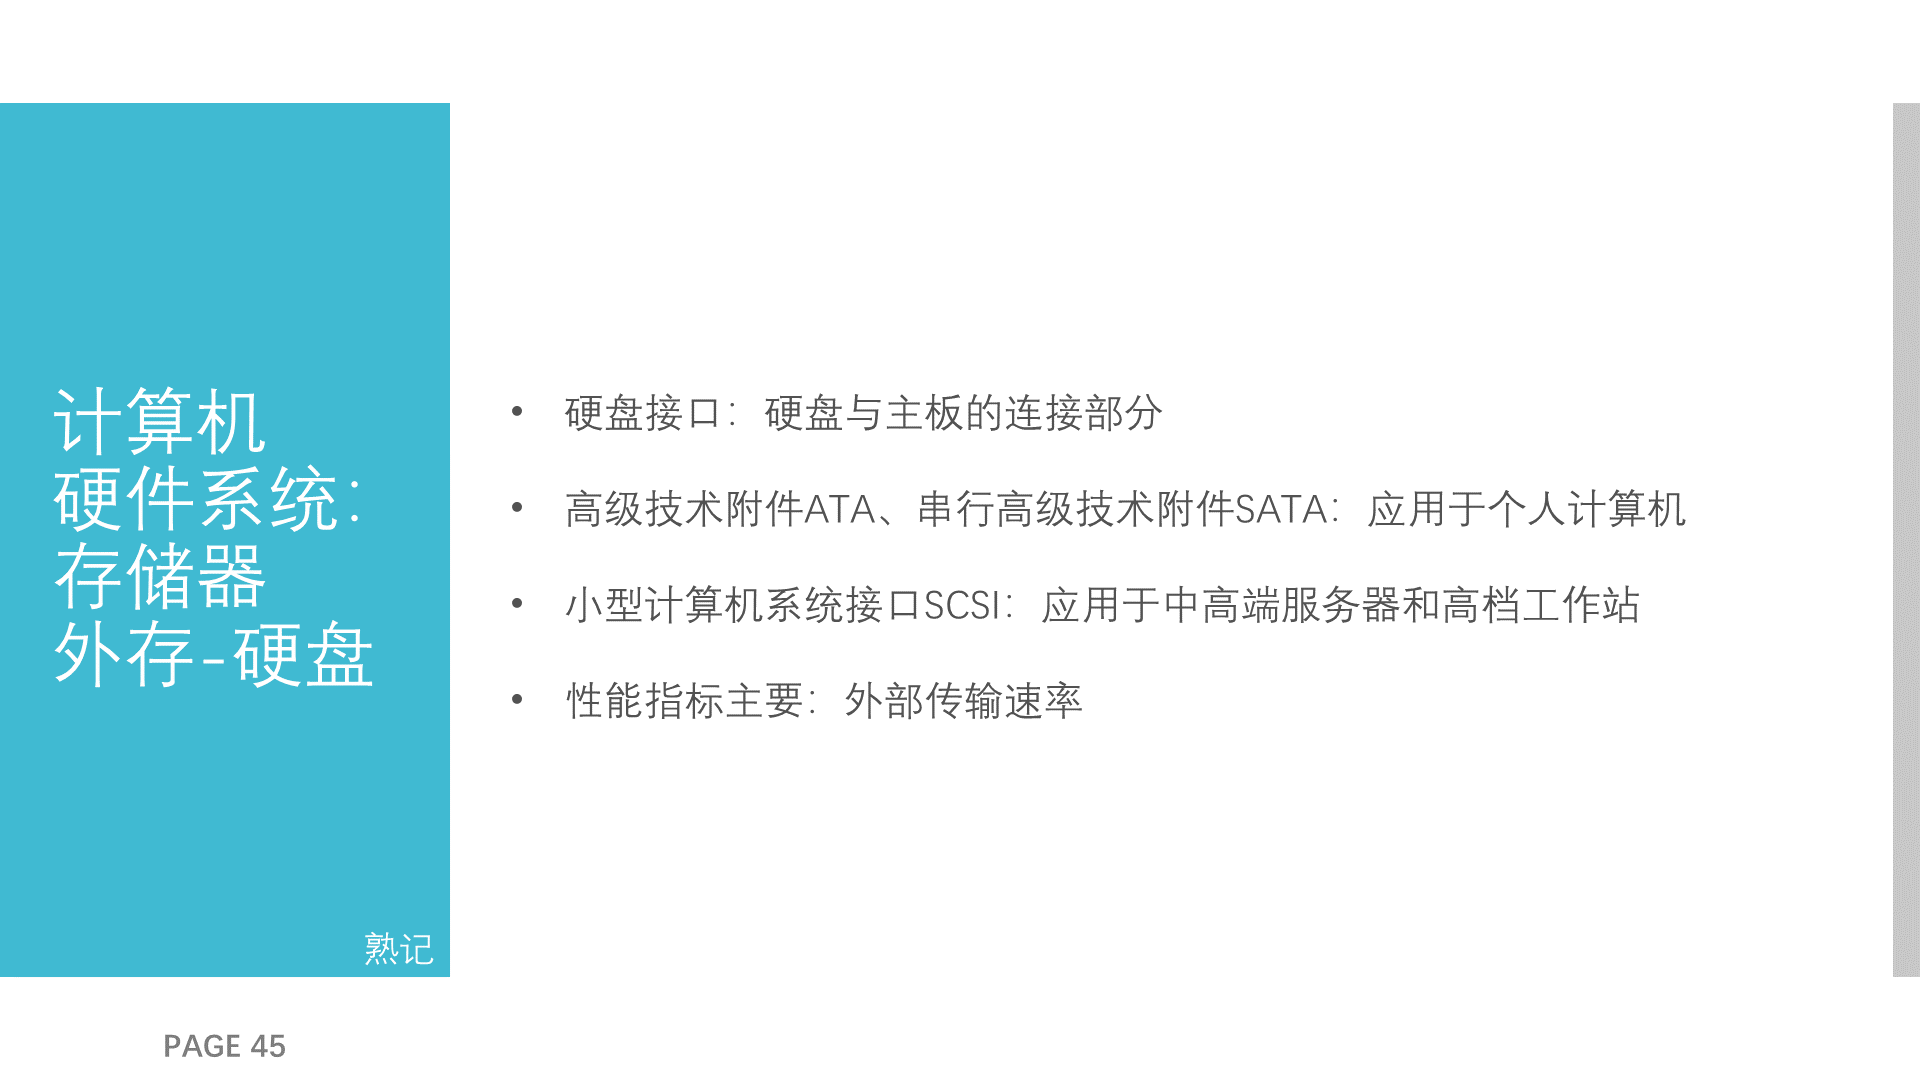 计算机
硬件系统：
存储器
外存-硬盘
熟记
• 硬盘接口：硬盘与主板的连接部分
• 高级技术附件ATA、串行高级技术附件SATA：应用于个人计算机
• 小型计算机系统接口SCSI：应用于中高端服务器和高档工作站
• 性能指标主要：外部传输速率
PAGE 45